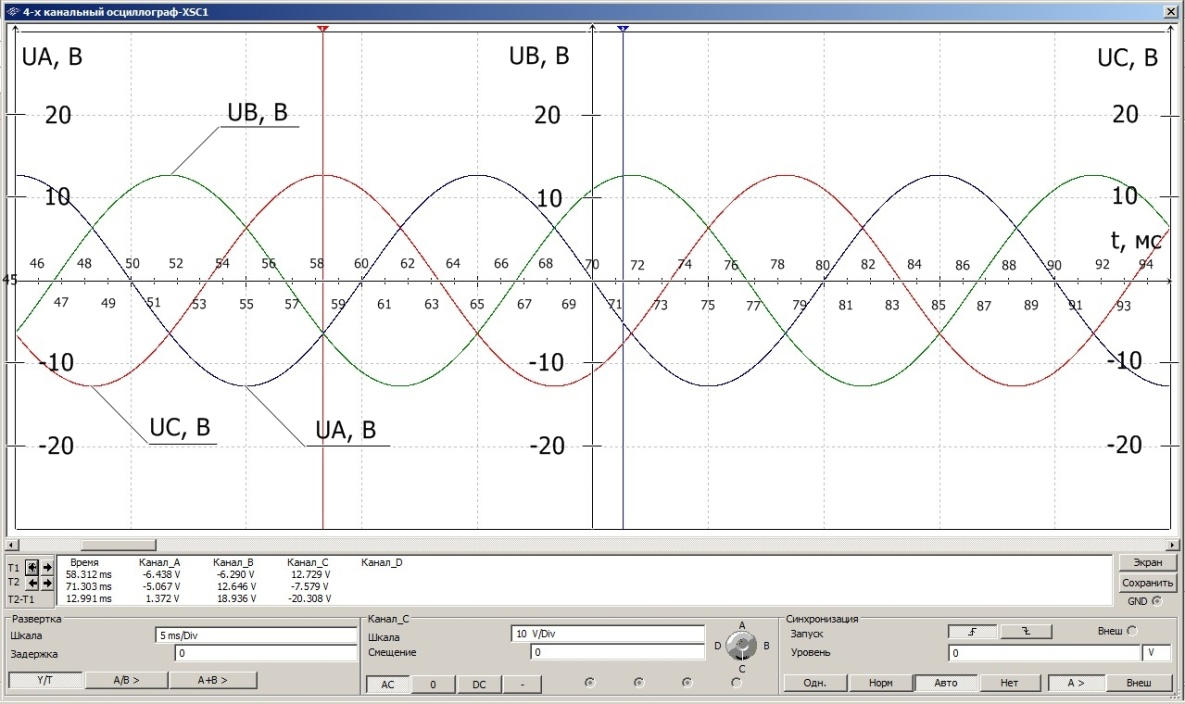 4-х канальный осциллограф-XSC1
UA, В UB, В UC, В
20 20 20
UB, В
10 10 10
t, мс
46 48 50 52 54 56 58 60 62 64 66 68 70 72 74 76 78 80 82 84 86 88 90 92 94
45
47 49 51 53 55 57 59 61 63 65 67 69 71 73 75 77 79 81 83 85 87 89 91 93
-10 -10 -10
UC, В UA, В
-20 -20 -20
Время Канал_A Канал_B Канал_C Канал_D
T1 58.312 ms -6.438 V -6.290 V 12.729 V
T2 71.303 ms -5.067 V 12.646 V -7.579 V
T2-T1 12.991 ms 1.372 V 18.936 V -20.308 V
Экран
Сохранить
GND
Развертка
Шкала 5 ms/Div
Задержка 0
Y/T A/B > A+B >
Канал_C
Шкала 10 V/Div
Смещение 0
AC 0 DC -
A
D B
C
Синхронизация
Запуск Внеш
Уровень 0 V
Одн. Норм Авто Нет A > Внеш